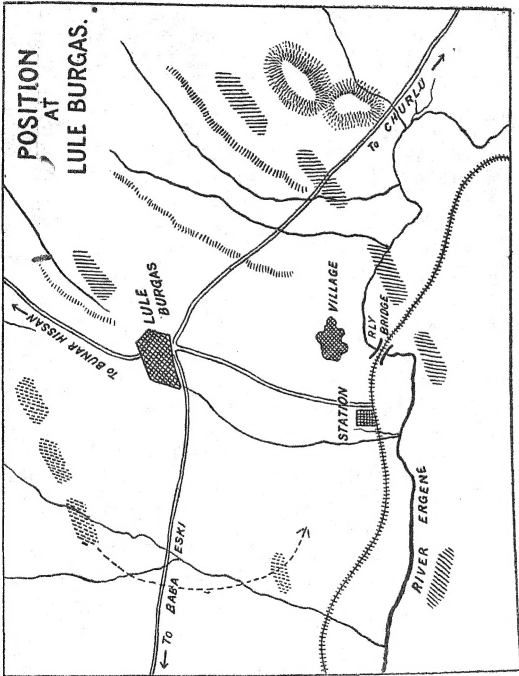 POSITION
AT
LULE BURGAS.
TO CHURLU
LULE
BURGAS
TO BUNAR HISSAN
VILLAGE
RLY
BRIDGE
STATION
RIVER ERGENE
TO BABA ESKI